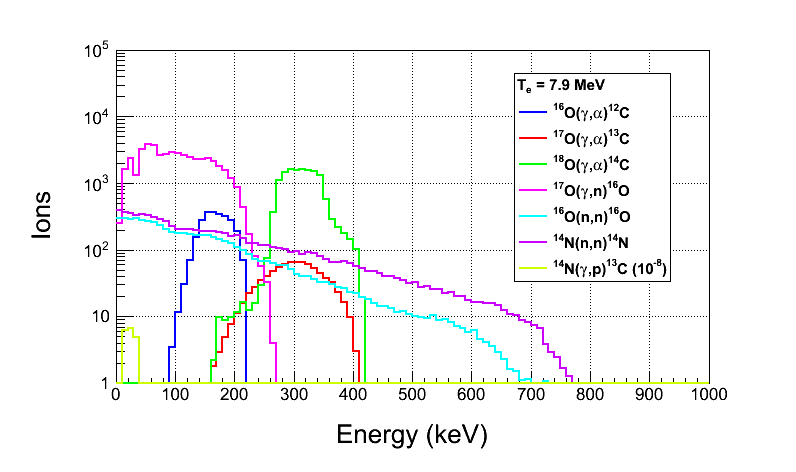 10⁵
10⁴
10³
10²
10
1
Ions
0 100 200 300 400 500 600 700 800 900 1000
Energy (keV)
Tₑ = 7.9 MeV
¹⁶O(γ,α)¹²C
¹⁷O(γ,α)¹³C
¹⁸O(γ,α)¹⁴C
¹⁷O(γ,n)¹⁶O
¹⁶O(n,n)¹⁶O
¹⁴N(n,n)¹⁴N
¹⁴N(γ,p)¹³C (10⁻⁸)